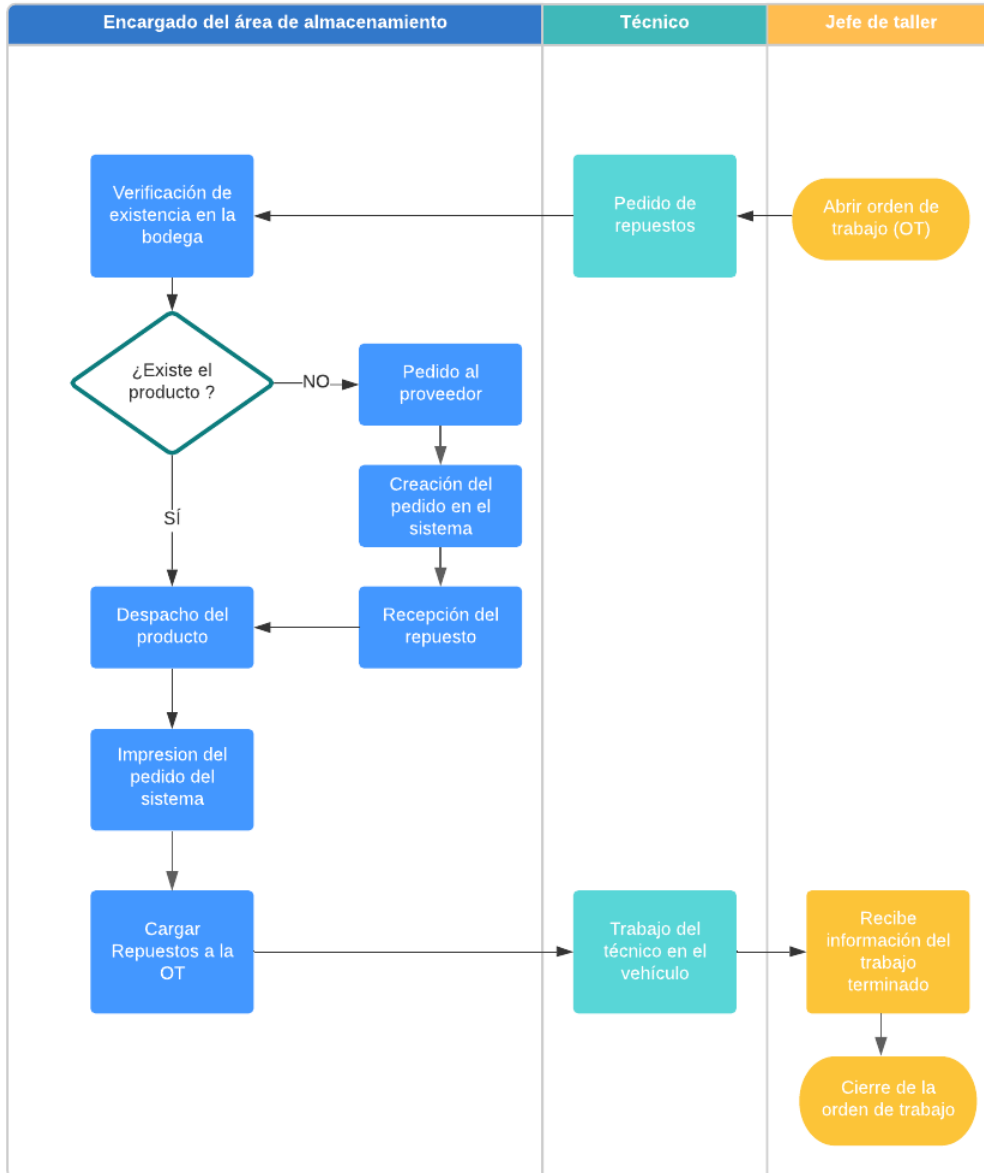 Encargado del área de almacenamiento
Técnico
Jefe de taller
Verificación de
existencia en la
bodega
Pedido de
repuestos
Abrir orden de
trabajo (OT)
¿Existe el
producto ?
NO
Pedido al
proveedor
Creación del
pedido en el
sistema
SÍ
Despacho del
producto
Recepción del
repuesto
Impresion del
pedido del
sistema
Cargar
Repuestos a la
OT
Trabajo del
técnico en el
vehículo
Recibe
información del
trabajo
terminado
Cierre de la
orden de trabajo